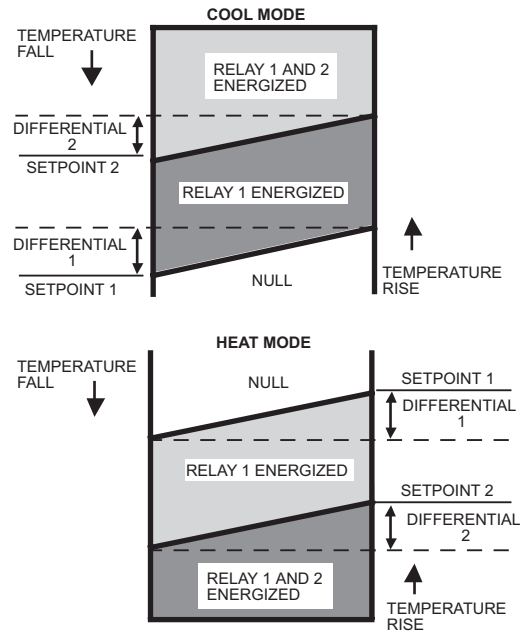 COOL MODE
TEMPERATURE
FALL
RELAY 1 AND 2
ENERGIZED
DIFFERENTIAL
2
SETPOINT 2
RELAY 1 ENERGIZED
DIFFERENTIAL
1
SETPOINT 1
NULL
TEMPERATURE
RISE
HEAT MODE
TEMPERATURE
FALL
NULL
SETPOINT 1
DIFFERENTIAL
1
RELAY 1 ENERGIZED
SETPOINT 2
DIFFERENTIAL
2
RELAY 1 AND 2
ENERGIZED
TEMPERATURE
RISE